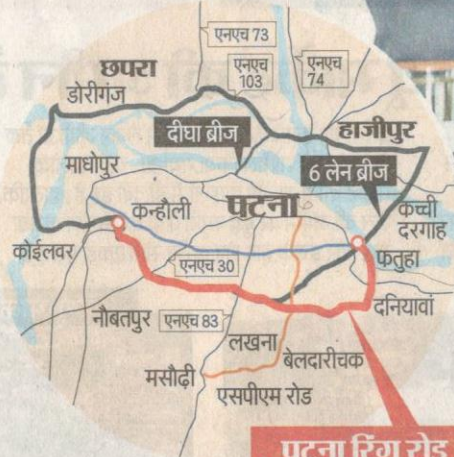 एनएच 73
छपरा
एनएच
103
एनएच
74
डोरीगंज
दीघा ब्रीज
हाजीपुर
माधोपुर
6 लेन ब्रीज
कन्हौली
पटना
कच्ची
दरगाह
कोईलवर
फतुहा
एनएच 30
दनियावां
नौबतपुर
एनएच 83
लखना
बेलदारीचक
मसौढ़ी
एसपीएम रोड
पटना रिंग रोड